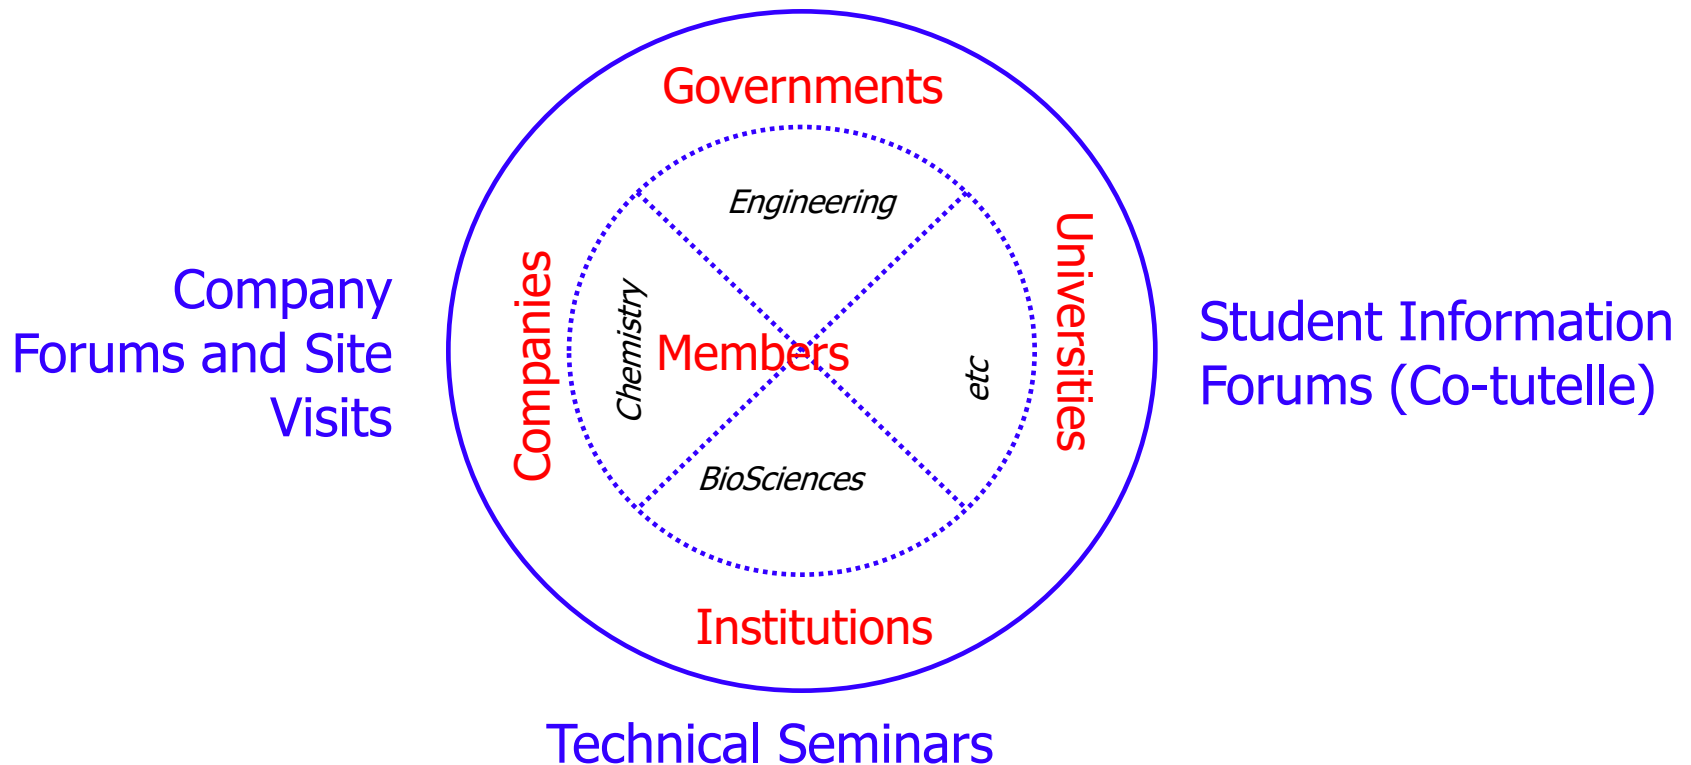 Governments
Engineering
Universities
Companies
Chemistry
Members
etc
Company
Forums and Site
Visits
Student Information
Forums (Co-tutelle)
BioSciences
Institutions
Technical Seminars